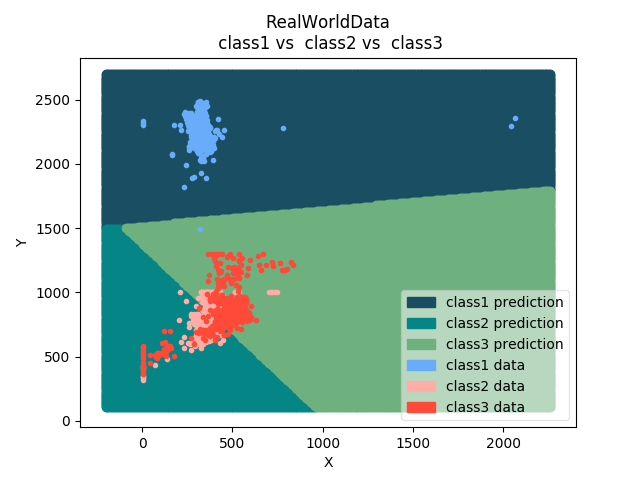 RealWorldData
class1 vs  class2 vs  class3
2500
2000
1500
1000
500
0
Y
0
500
1000
1500
2000
X
class1 prediction
class2 prediction
class3 prediction
class1 data
class2 data
class3 data